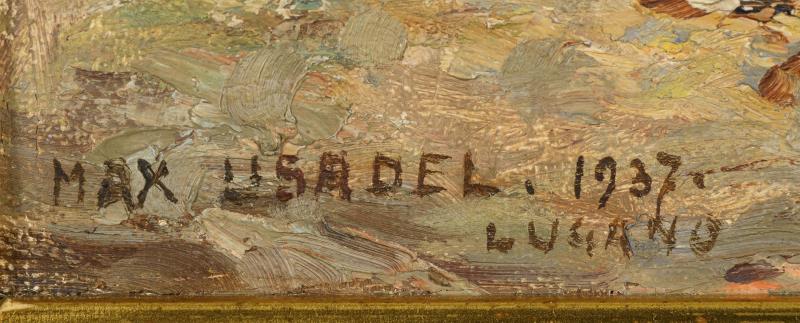 MAX USADEL. 1937.
LUGANO